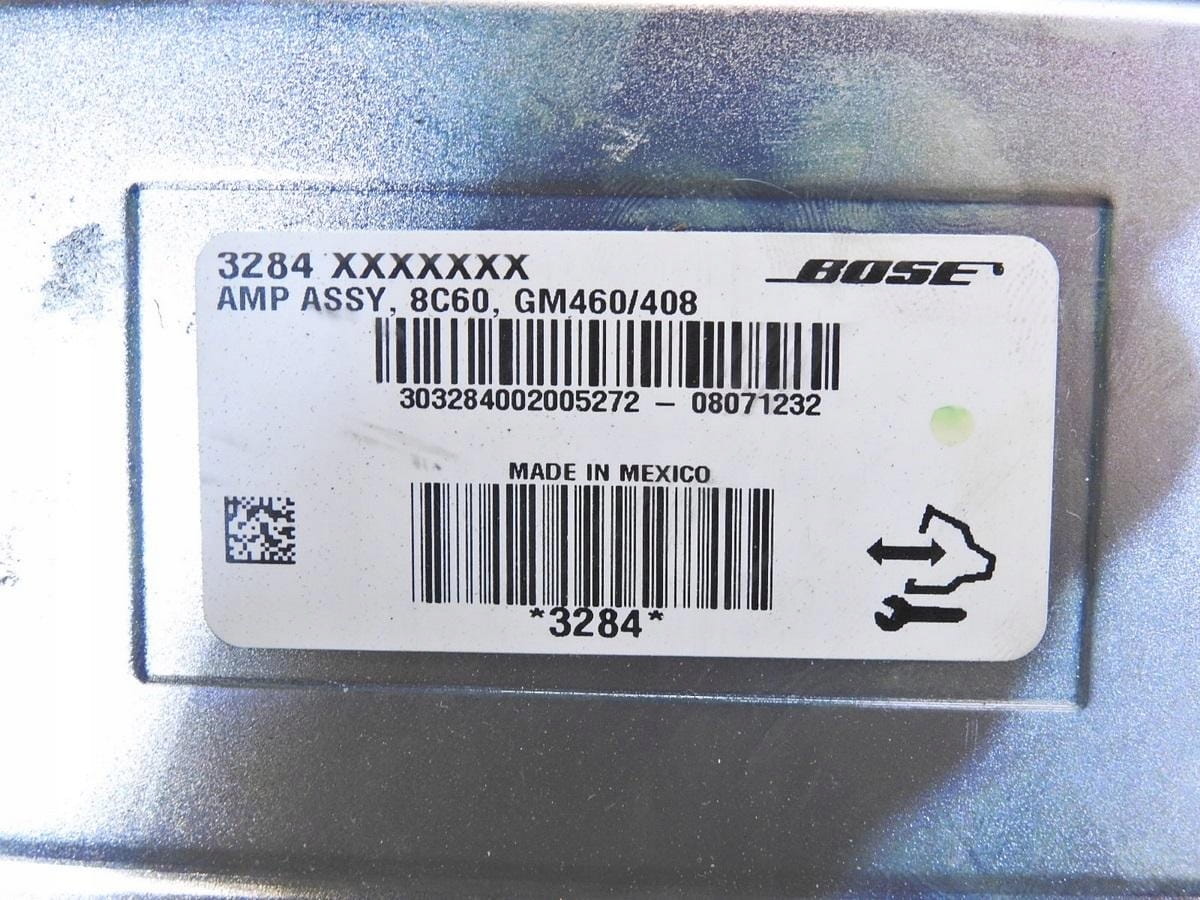 3284 XXXXXXX
BOSE
AMP ASSY, 8C60, GM460/408
303284002005272 – 08071232
MADE IN MEXICO
*3284*